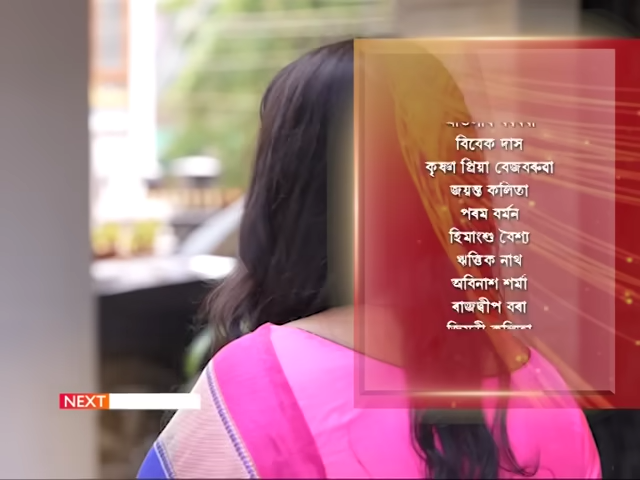 বিবেক দাস
কৃষ্ণা প্ৰিয়া বেজবৰুৱা
জয়ন্ত কলিতা
পৰম বৰ্মন
হিমাংশু বৈশ্য
ঋত্তিক নাথ
অবিনাশ শৰ্মা
ৰাজদ্বীপ বৰা
NEXT